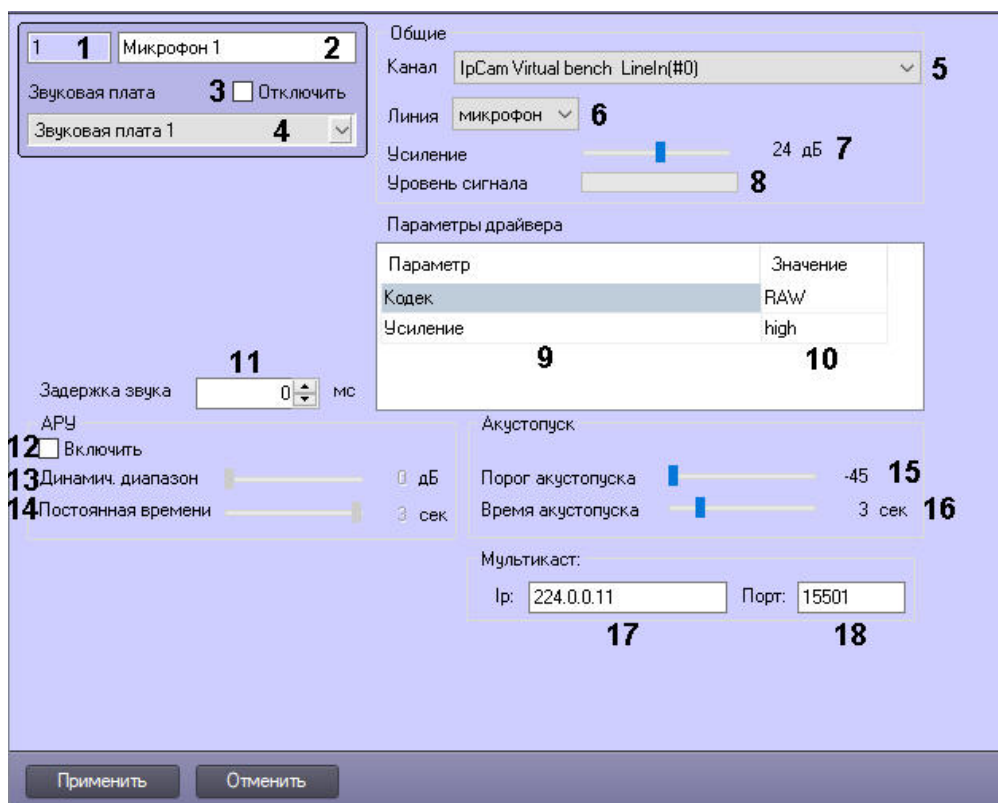 1 1 Микрофон 1 2
Звуковая плата 3 Отключить
Звуковая плата 1 4
Общие
Канал IpCam Virtual bench LineIn(#0) 5
Линия микрофон 6
Усиление 24 дБ 7
Уровень сигнала 8
Параметры драйвера
Параметр Значение
Кодек RAW
Усиление high
9 10
11
Задержка звука 0 мс
АРУ
12 Включить
13 Динамич. диапазон 0 дБ
14 Постоянная времени 3 сек
Акустопуск
Порог акустопуска -45 15
Время акустопуска 3 сек 16
Мультикаст:
Ip: 224.0.0.11 Порт: 15501
17 18
Применить Отменить